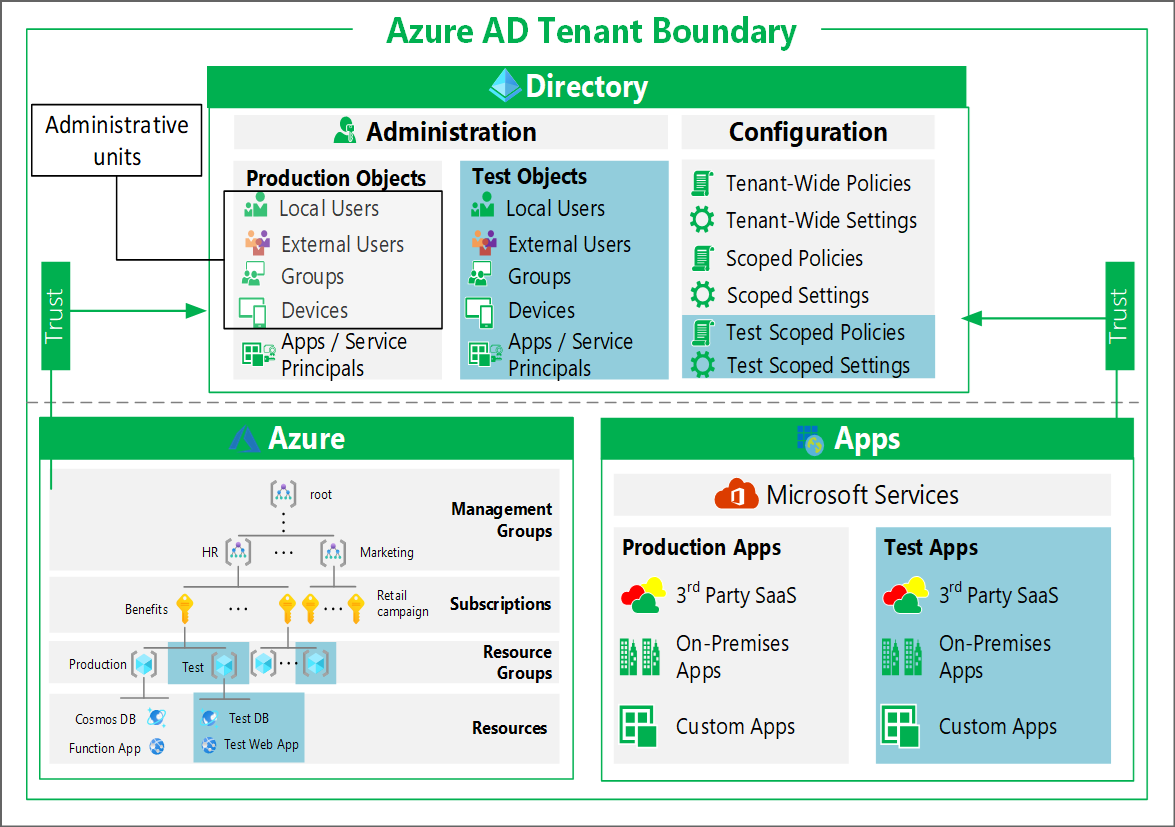 Azure AD Tenant Boundary
Directory
Administrative
units
Administration
Production Objects
Local Users
External Users
Groups
Devices
Apps / Service
Principals
Test Objects
Local Users
External Users
Groups
Devices
Apps / Service
Principals
Configuration
Tenant-Wide Policies
Tenant-Wide Settings
Scoped Policies
Scoped Settings
Test Scoped Policies
Test Scoped Settings
Trust
Trust
Azure
root
Management
Groups
HR
Marketing
Benefits
Retail
campaign
Subscriptions
Production
Test
Resource
Groups
Cosmos DB
Function App
Test DB
Test Web App
Resources
Apps
Microsoft Services
Production Apps
3rd Party SaaS
On-Premises
Apps
Custom Apps
Test Apps
3rd Party SaaS
On-Premises
Apps
Custom Apps